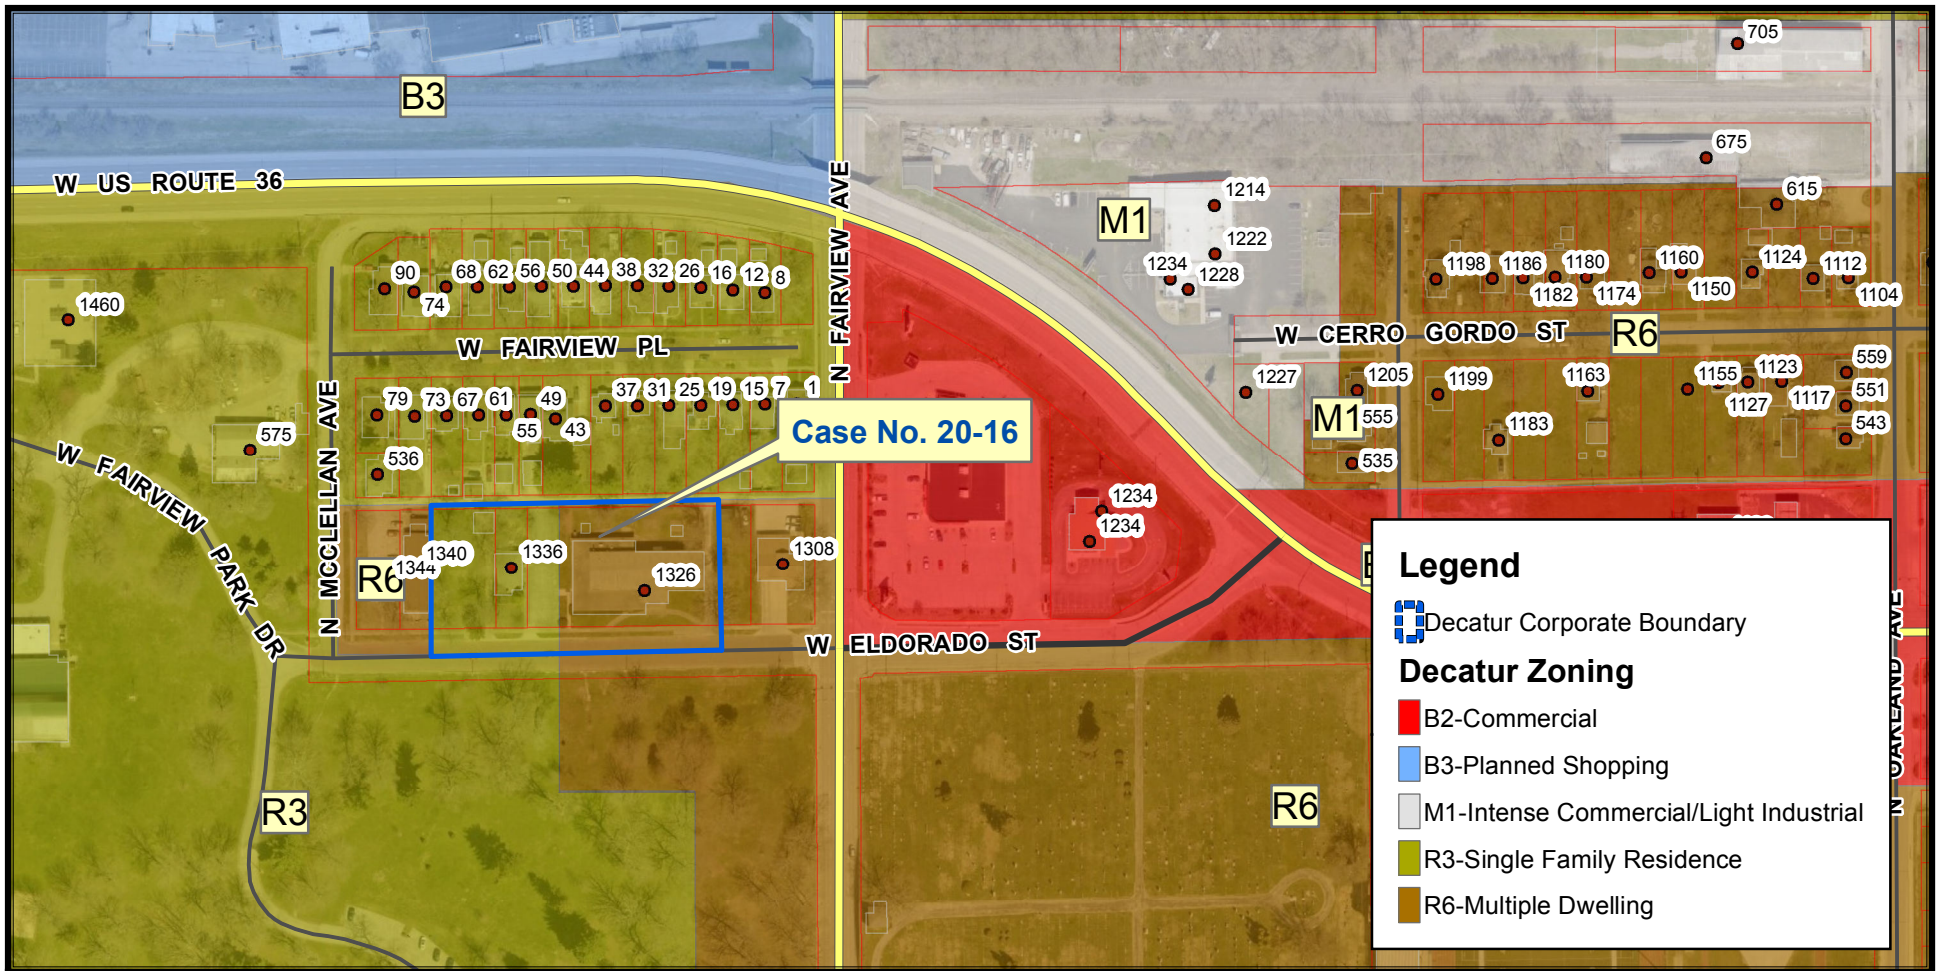 705
B3
675
W US ROUTE 36
N FAIRVIEW AVE
1214
M1
615
1222
1234
1228
90
68
62
56
50
44
38
32
26
16
12
8
74
1198
1186
1180
1160
1124
1112
1182
1174
1150
1104
1460
W FAIRVIEW PL
W CERRO GORDO ST
R6
N FAIRVIEW AVE
79
73
67
61
49
37
31
25
19
15
7
1
55
43
1227
1205
1199
1163
1155
1123
559
1127
1117
551
M1
555
1183
543
535
575
536
N MCCLELLAN AVE
W FAIRVIEW PARK DR
Case No. 20-16
1234
1234
R6
1344
1340
1336
1326
1308
W ELDORADO ST
N OAKLAND AVE
R3
R6
Legend
Decatur Corporate Boundary
Decatur Zoning
B2-Commercial
B3-Planned Shopping
M1-Intense Commercial/Light Industrial
R3-Single Family Residence
R6-Multiple Dwelling